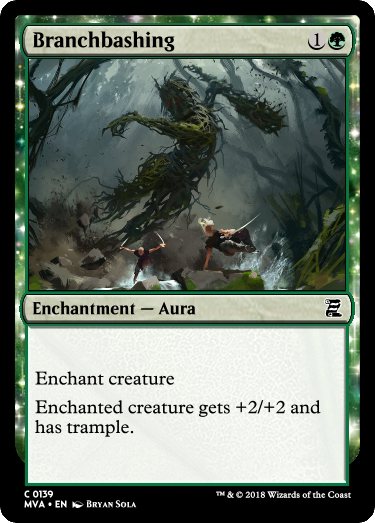 Branchbashing 1
Enchantment — Aura
Enchant creature
Enchanted creature gets +2/+2 and
has trample.
C 0139
MVA • EN Bryan Sola
™ & © 2018 Wizards of the Coast